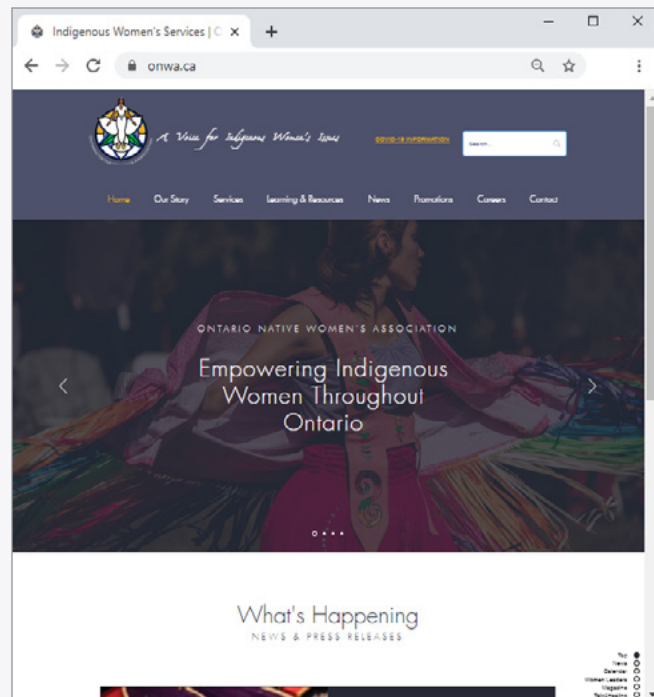 Indigenous Women's Services | C
onwa.ca
A Voice for Indigenous Women's Issues
COVID-19 INFORMATION
Search...
Home Our Story Services Learning & Resources News Promotions Careers Contact
ONTARIO NATIVE WOMEN'S ASSOCIATION
Empowering Indigenous
Women Throughout
Ontario
What's Happening
NEWS & PRESS RELEASES
Top
News
Calendar
Women Leaders
Magazine